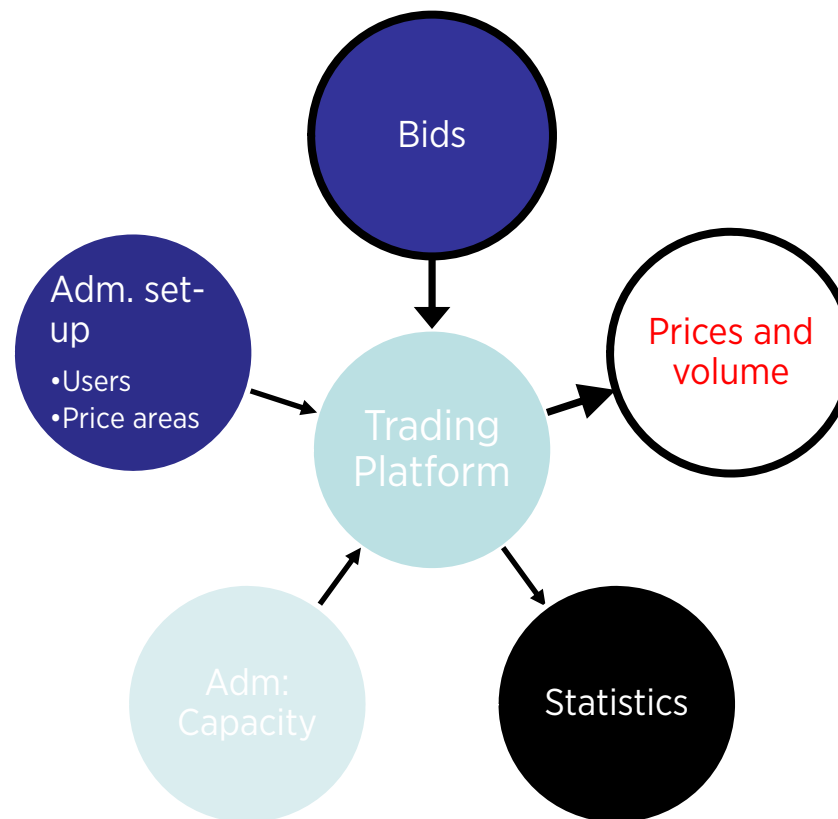 Bids
Adm. set-
up
•Users
•Price areas
Prices and
volume
Trading
Platform
Adm:
Capacity
Statistics